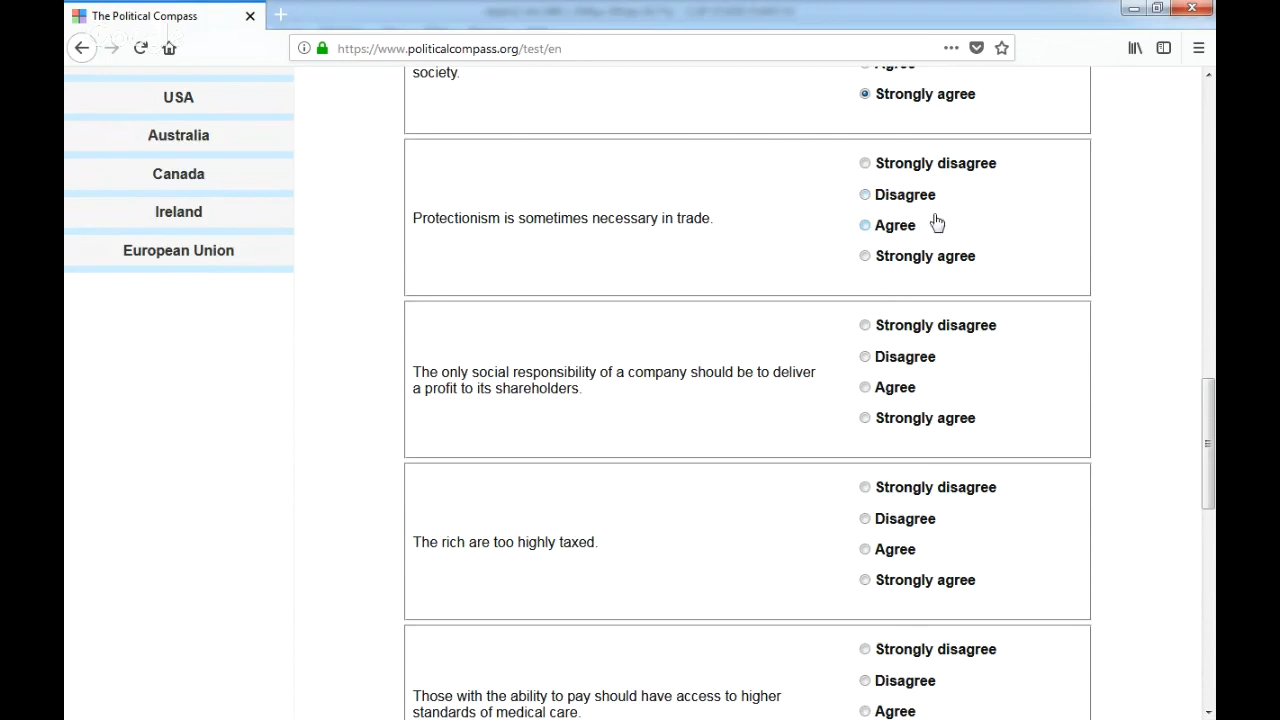 The Political Compass
https://www.politicalcompass.org/test/en
USA
Australia
Canada
Ireland
European Union
society.
Agree
Strongly agree
Protectionism is sometimes necessary in trade.
Strongly disagree
Disagree
Agree
Strongly agree
The only social responsibility of a company should be to deliver
a profit to its shareholders.
Strongly disagree
Disagree
Agree
Strongly agree
The rich are too highly taxed.
Strongly disagree
Disagree
Agree
Strongly agree
Those with the ability to pay should have access to higher
standards of medical care.
Strongly disagree
Disagree
Agree